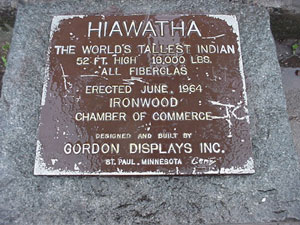 HIAWATHA
THE WORLD'S TALLEST INDIAN
52 FT. HIGH 18,000 LBS.
ALL FIBERGLAS
ERECTED JUNE, 1964
IRONWOOD
CHAMBER OF COMMERCE
DESIGNED AND BUILT BY
GORDON DISPLAYS INC.
ST. PAUL, MINNESOTA